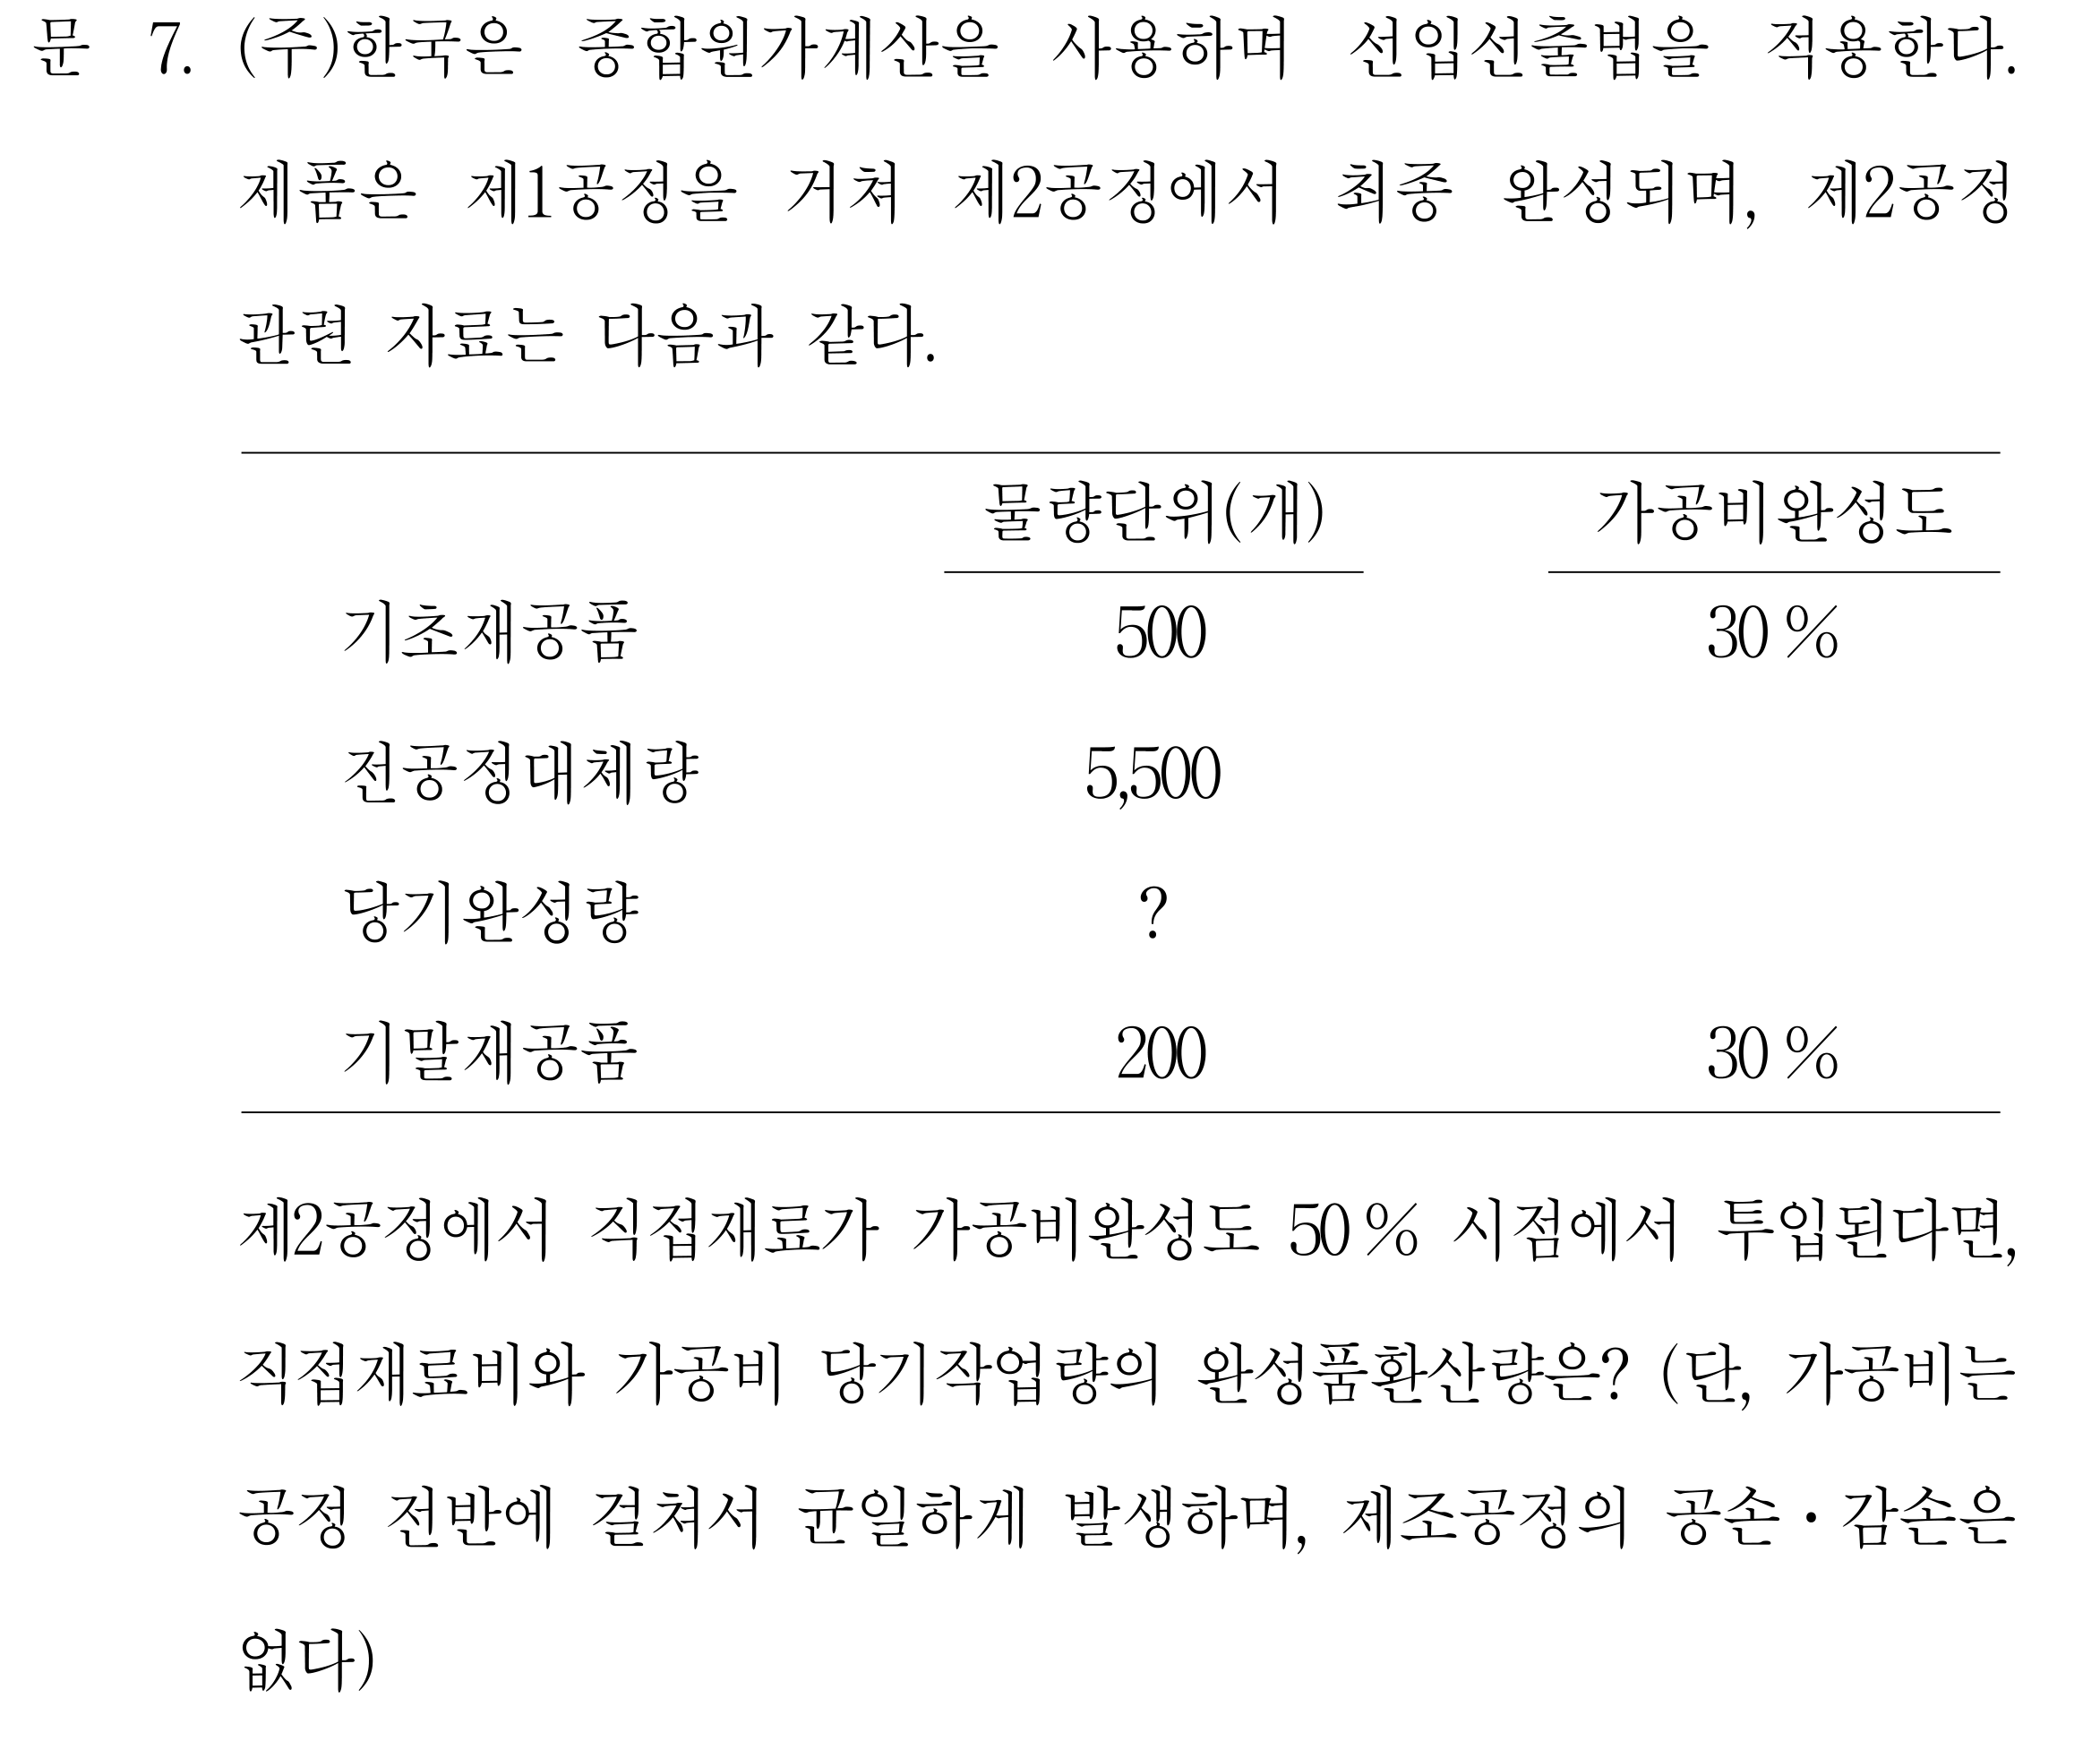 문 7. (주)한국은 종합원가계산을 사용하며 선입선출법을 적용한다.
제품은 제1공정을 거쳐 제2공정에서 최종 완성되며, 제2공정
관련 자료는 다음과 같다.
물량단위(개) 가공비완성도
기초재공품 500 30 %
전공정대체량 5,500
당기완성량 ?
기말재공품 200 30 %
제2공정에서 직접재료가 가공비완성도 50 % 시점에서 투입된다면,
직접재료비와 가공비 당기작업량의 완성품환산량은? (단, 가공비는
공정 전반에 걸쳐서 균일하게 발생하며, 제조공정의 공손 · 감손은
없다)